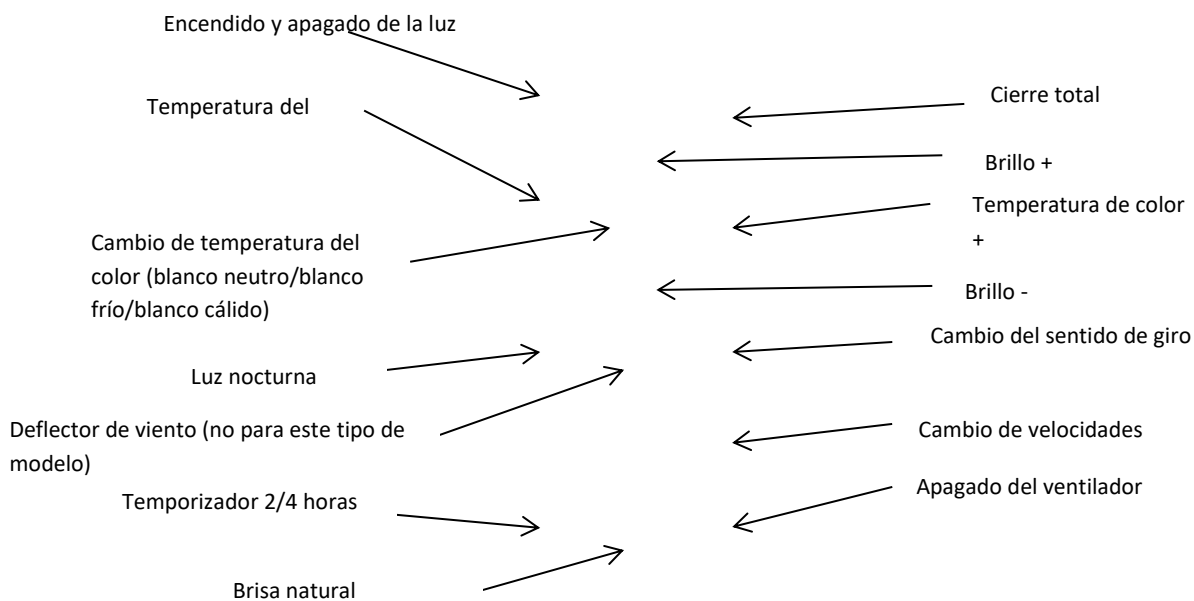 Encendido y apagado de la luz
Temperatura del
Cambio de temperatura del
color (blanco neutro/blanco
frío/blanco cálido)
Luz nocturna
Deflector de viento (no para este tipo de
modelo)
Temporizador 2/4 horas
Brisa natural
Cierre total
Brillo +
Temperatura de color
+
Brillo -
Cambio del sentido de giro
Cambio de velocidades
Apagado del ventilador